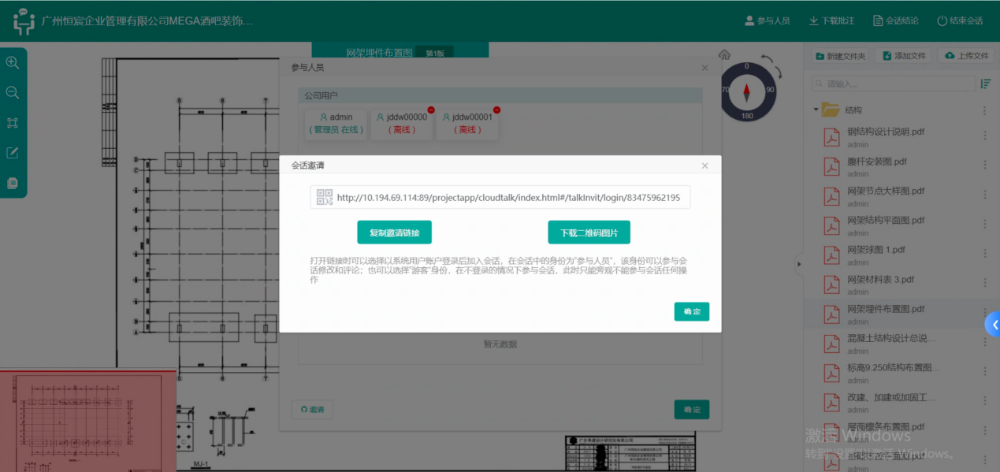 广州恒宸企业管理有限公司MEGA酒吧装饰...
参与人员
下载批注
会话结论
结束会话
网架埋件布置图
第1版
新建文件夹
添加文件
上传文件
请输入...
参与人员
公司用户
admin
(管理员 在线)
jddw00000
(离线)
jddw00001
(离线)
0
90
180
70
会话邀请
http://10.194.69.114:89/projectapp/cloudtalk/index.html#/talkInvit/login/83475962195
复制邀请链接
下载二维码图片
打开链接时可以选择以系统用户账户登录后加入会话，在会话中的身份为"参与人员"，该身份可以参与会
话修改和评论；也可以选择"游客"身份，在不登录的情况下参与会话，此时只能旁观不能参与会话任何操
作
确 定
暂无数据
邀请
确 定
结构
钢结构设计说明.pdf
admin
腹杆安装图.pdf
admin
网架节点大样图.pdf
admin
网架结构平面图.pdf
admin
网架球图 1.pdf
admin
网架材料表 3.pdf
admin
网架埋件布置图.pdf
admin
混凝土结构设计总说...
admin
标高9.250结构布置图...
admin
改建、加建或加固工...
admin
屋面檩条布置图.pdf
admin
激活 Windows
转到"设置"以激活 Windows。
MJ-1